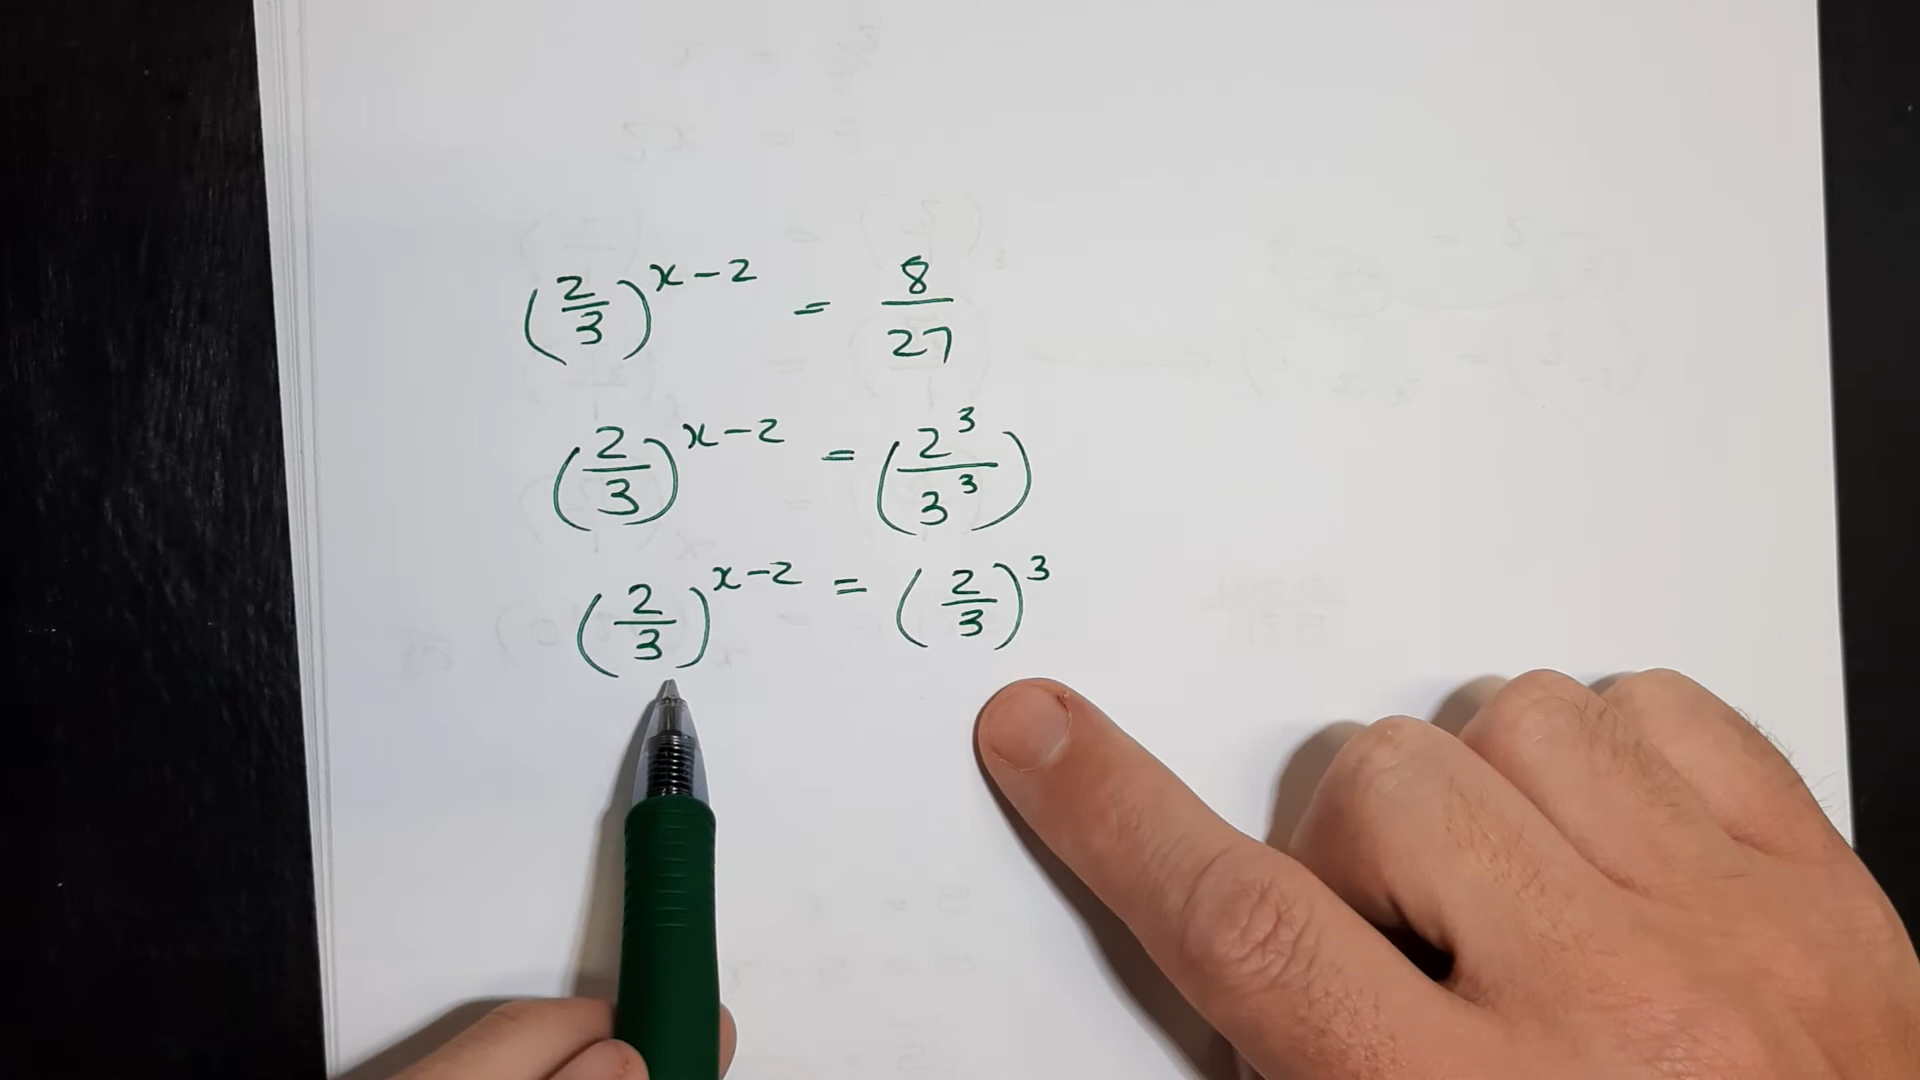 (2/3)^(x-2) = 8/27
(2/3)^(x-2) = (2^3/3^3)
(2/3)^(x-2) = (2/3)^3